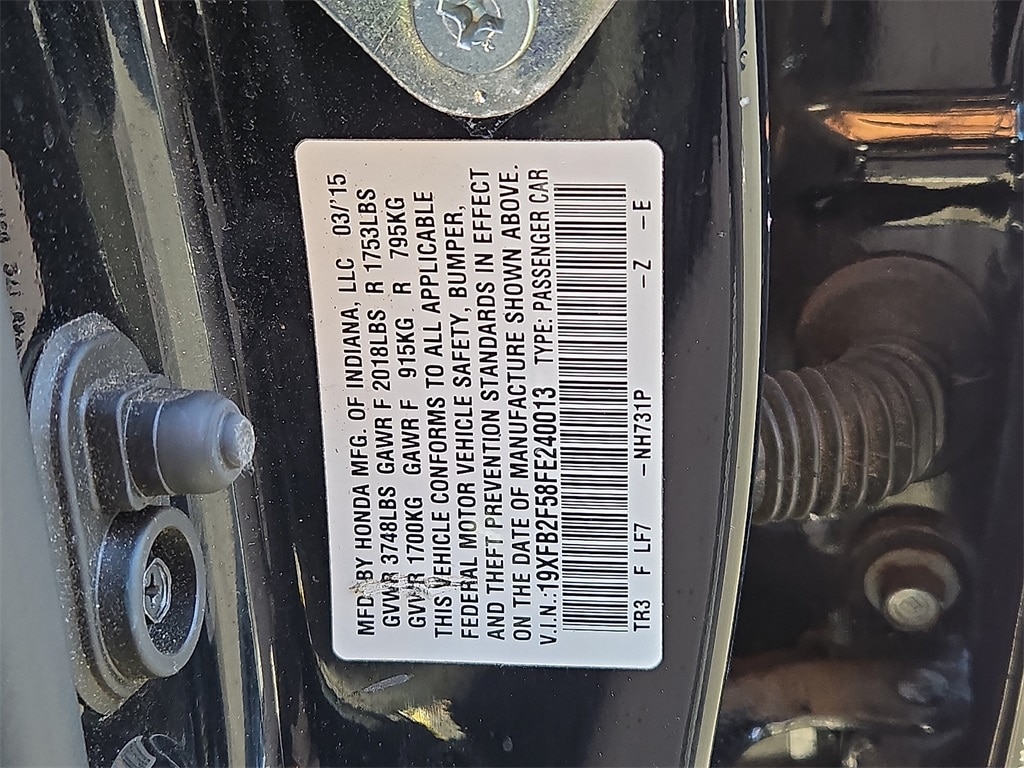 MFD BY HONDA MFG. OF INDIANA, LLC 03/'15
GVWR 3748LBS GAWR F 2018LBS R 1753LBS
GVWR 1700KG GAWR F 915KG R 795KG
THIS VEHICLE CONFORMS TO ALL APPLICABLE
FEDERAL MOTOR VEHICLE SAFETY, BUMPER,
AND THEFT PREVENTION STANDARDS IN EFFECT
ON THE DATE OF MANUFACTURE SHOWN ABOVE.
V.I.N.:19XFB2F58FE240013 TYPE: PASSENGER CAR
TR3 F LF7 -NH731P -Z -E